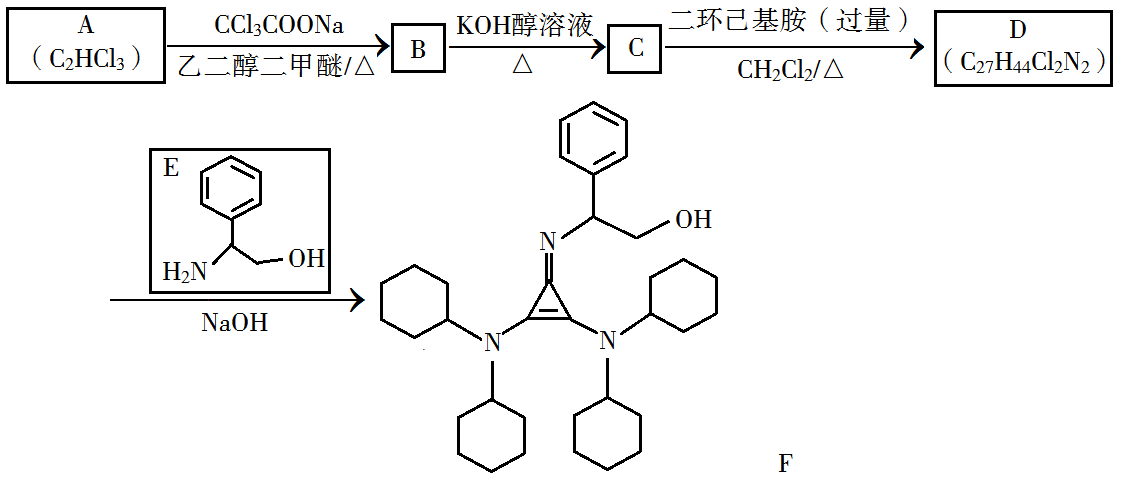 A
（C2HCl3）
CCl3COONa
乙二醇二甲醚/△
B
KOH醇溶液
△
C
二环己基胺（过量）
CH2Cl2/△
D
（C27H44Cl2N2）
E
H2N
OH
NaOH
OH
N
N
N
F